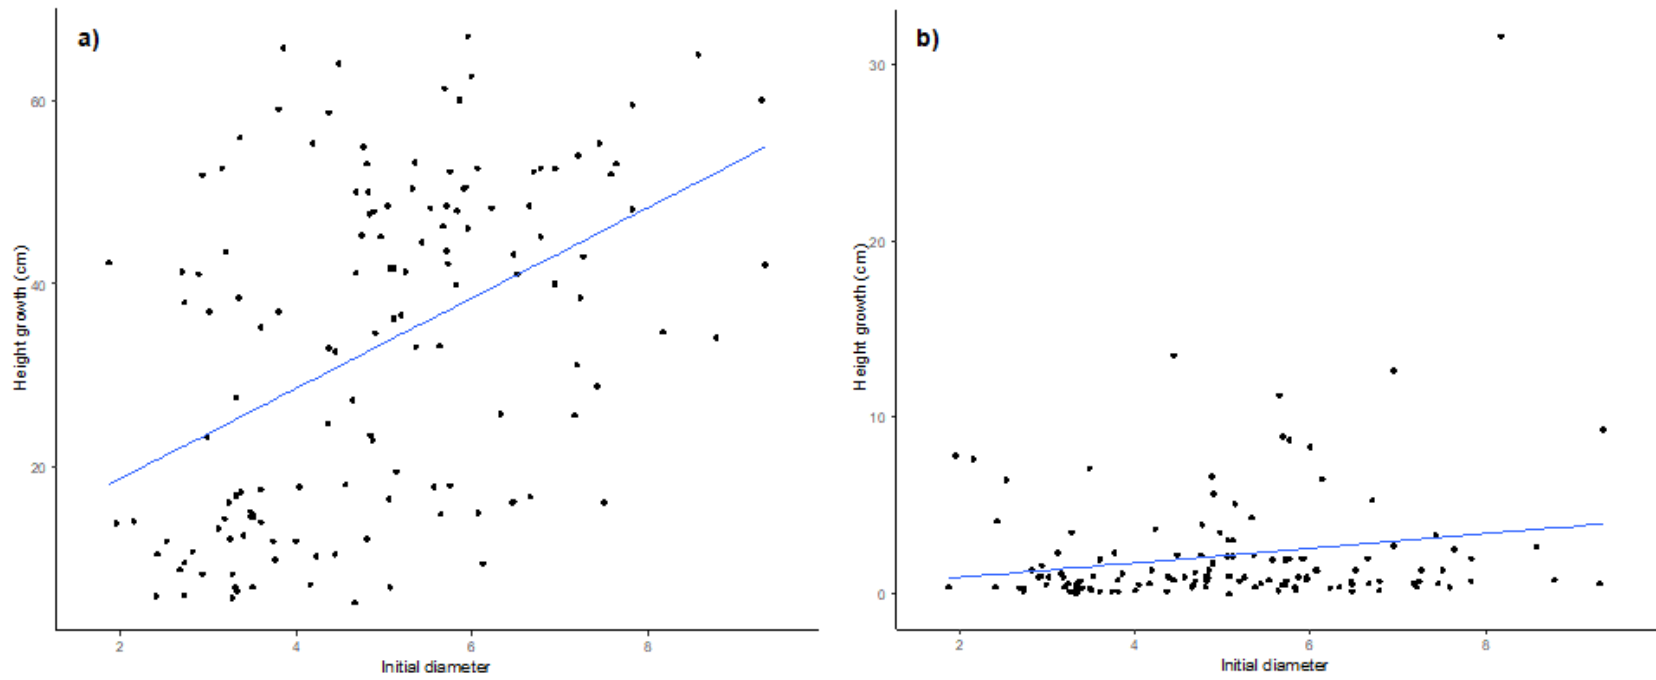 a)
60
40
20
Height growth (cm)
2 4 6 8
Initial diameter
b)
30
20
10
0
Height growth (cm)
2 4 6 8
Initial diameter